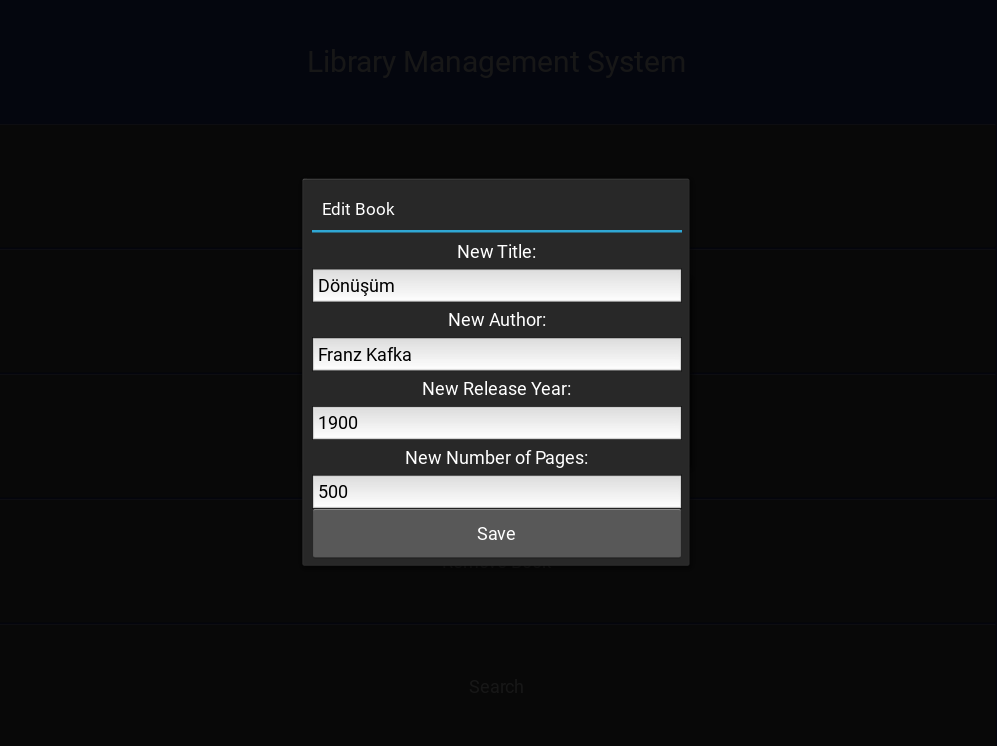 Library Management System
Edit Book
New Title:
Dönüşüm
New Author:
Franz Kafka
New Release Year:
1900
New Number of Pages:
500
Save
Search